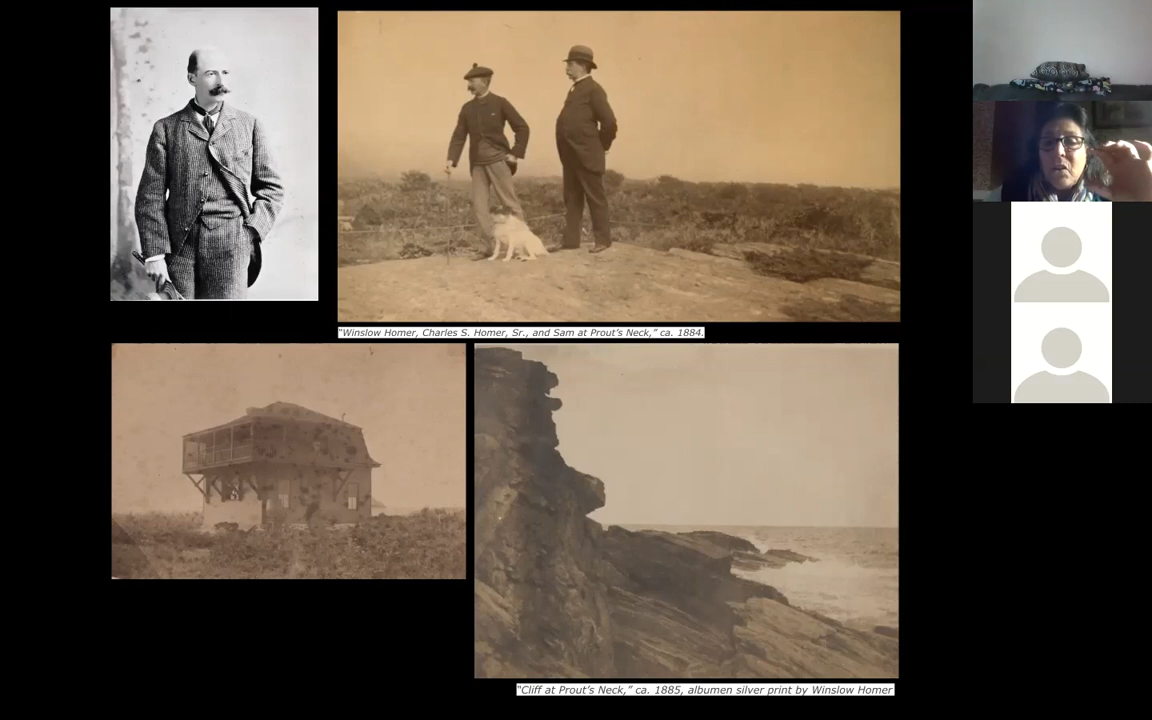 "Winslow Homer, Charles S. Homer, Sr., and Sam at Prout's Neck," ca. 1884.
"Cliff at Prout's Neck," ca. 1885, albumen silver print by Winslow Homer